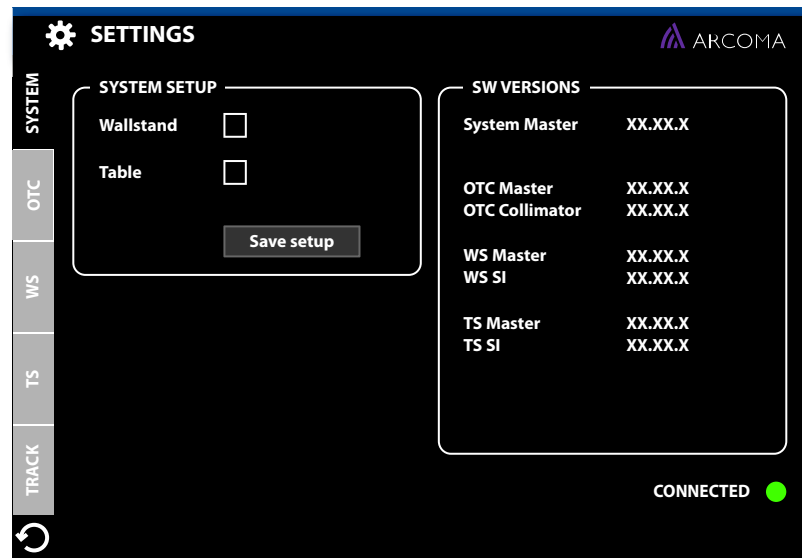 SETTINGS
ARCOMA
SYSTEM
OTC
WS
TS
TRACK
SYSTEM SETUP
Wallstand
Table
Save setup
SW VERSIONS
System Master XX.XX.X
OTC Master XX.XX.X
OTC Collimator XX.XX.X
WS Master XX.XX.X
WS SI XX.XX.X
TS Master XX.XX.X
TS SI XX.XX.X
CONNECTED